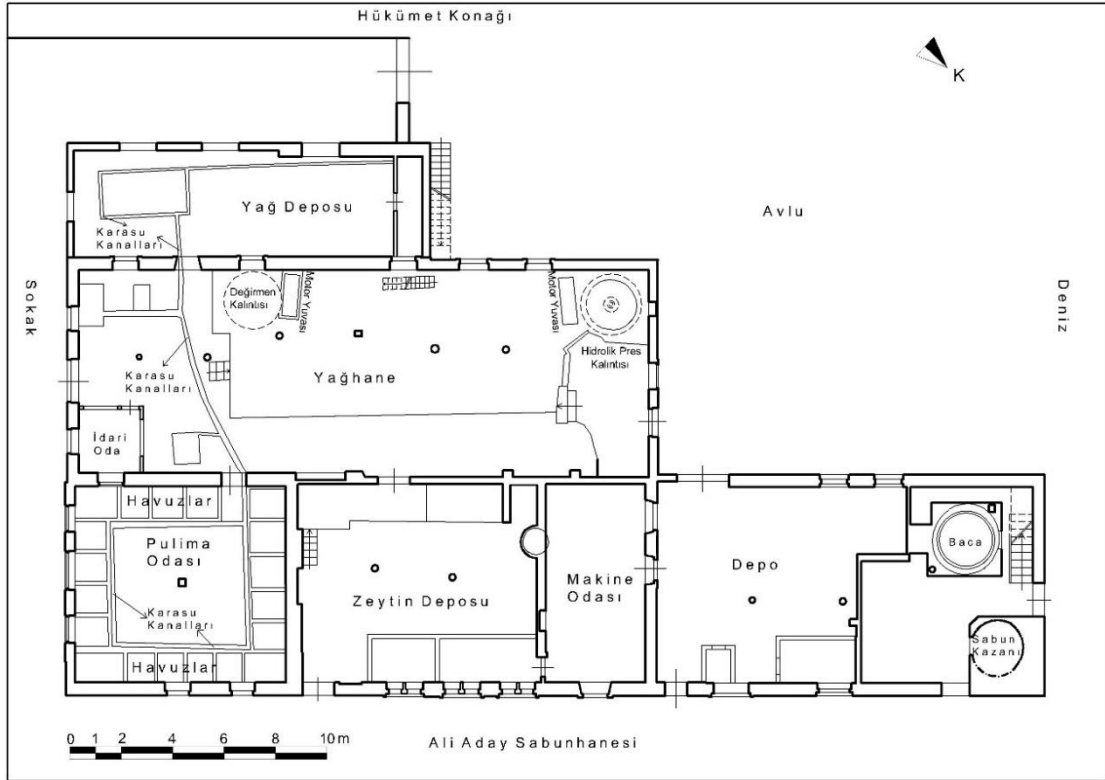 Hükümet Konağı
K
Yağ Deposu
Avlu
Karasu
Kanalları
Sokak
Deniz
Değirmen
Kalıntısı
Motor Yuvası
Motor Yuvası
Hidrolik Pres
Kalıntısı
Karasu
Kanalları
Yağhane
İdari
Oda
Havuzlar
Pulima
Odası
Baca
Makine
Odası
Depo
Zeytin Deposu
Karasu
Kanalları
Sabun
Kazanı
Havuzlar
0 1 2 4 6 8 10m
Ali Aday Sabunhanesi